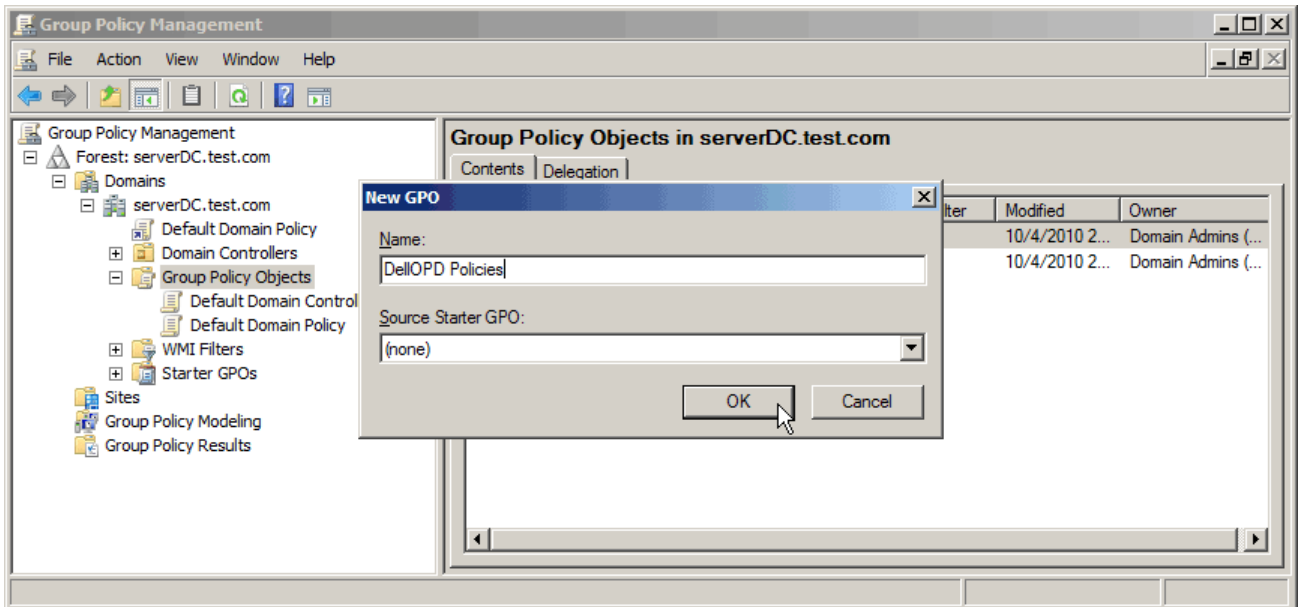 Group Policy Management
File Action View Window Help
Group Policy Management
Forest: serverDC.test.com
Domains
serverDC.test.com
Default Domain Policy
Domain Controllers
Group Policy Objects
Default Domain Control
Default Domain Policy
WMI Filters
Starter GPOs
Sites
Group Policy Modeling
Group Policy Results
Group Policy Objects in serverDC.test.com
Contents Delegation
lter Modified Owner
10/4/2010 2... Domain Admins (...
10/4/2010 2... Domain Admins (...
New GPO
Name:
DellOPD Policies
Source Starter GPO:
(none)
OK Cancel